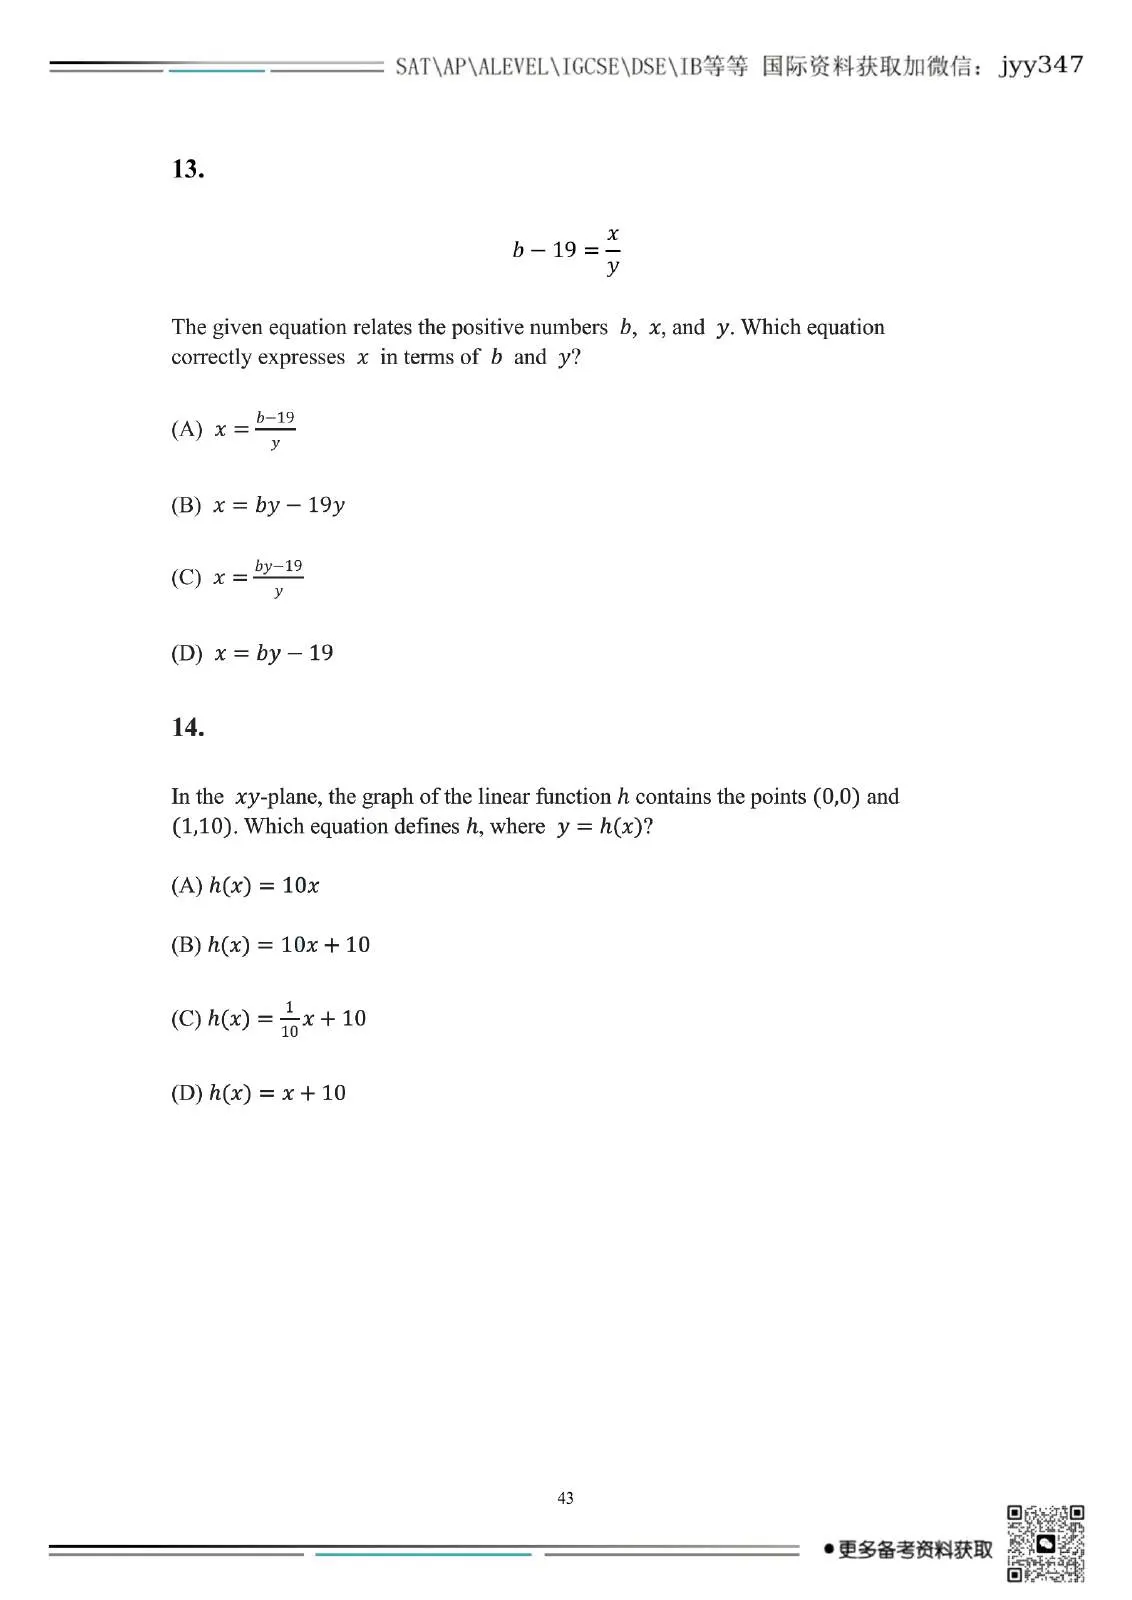 SAT\AP\ALEVEL\IGCSE\DSE\IB等等 国际资料获取加微信： jyy347
13.
b − 19 = x/y
The given equation relates the positive numbers b, x, and y. Which equation
correctly expresses x in terms of b and y?
(A) x = b−19/y
(B) x = by − 19y
(C) x = by−19/y
(D) x = by − 19
14.
In the xy-plane, the graph of the linear function h contains the points (0,0) and
(1,10). Which equation defines h, where y = h(x)?
(A) h(x) = 10x
(B) h(x) = 10x + 10
(C) h(x) = 1/10 x + 10
(D) h(x) = x + 10
43
●更多备考资料获取